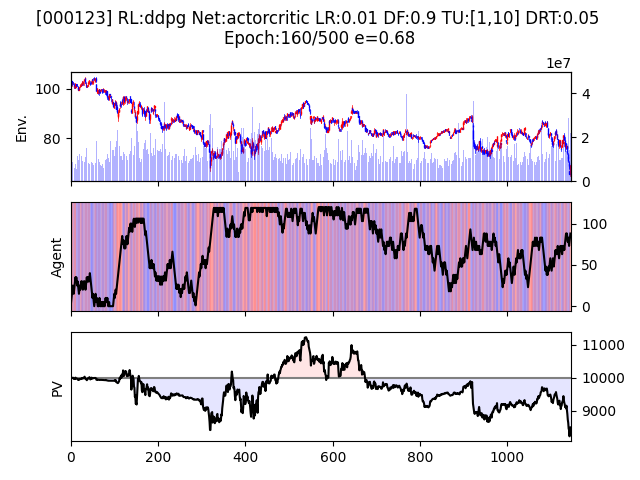 [000123] RL:ddpg Net:actorcritic LR:0.01 DF:0.9 TU:[1,10] DRT:0.05
Epoch:160/500 e=0.68
1e7
100
80
Env.
4
2
0
Agent
100
50
0
PV
11000
10000
9000
0
200
400
600
800
1000